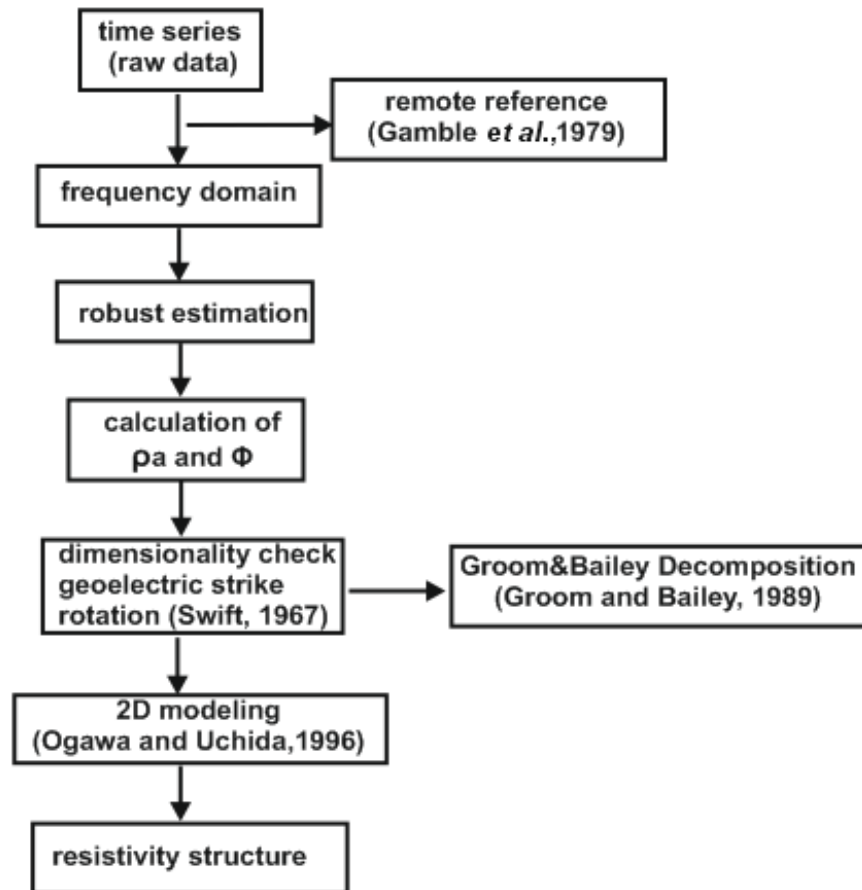 time series
(raw data)
remote reference
(Gamble et al.,1979)
frequency domain
robust estimation
calculation of
ρa and Φ
dimensionality check
geoelectric strike
rotation (Swift, 1967)
Groom&Bailey Decomposition
(Groom and Bailey, 1989)
2D modeling
(Ogawa and Uchida,1996)
resistivity structure